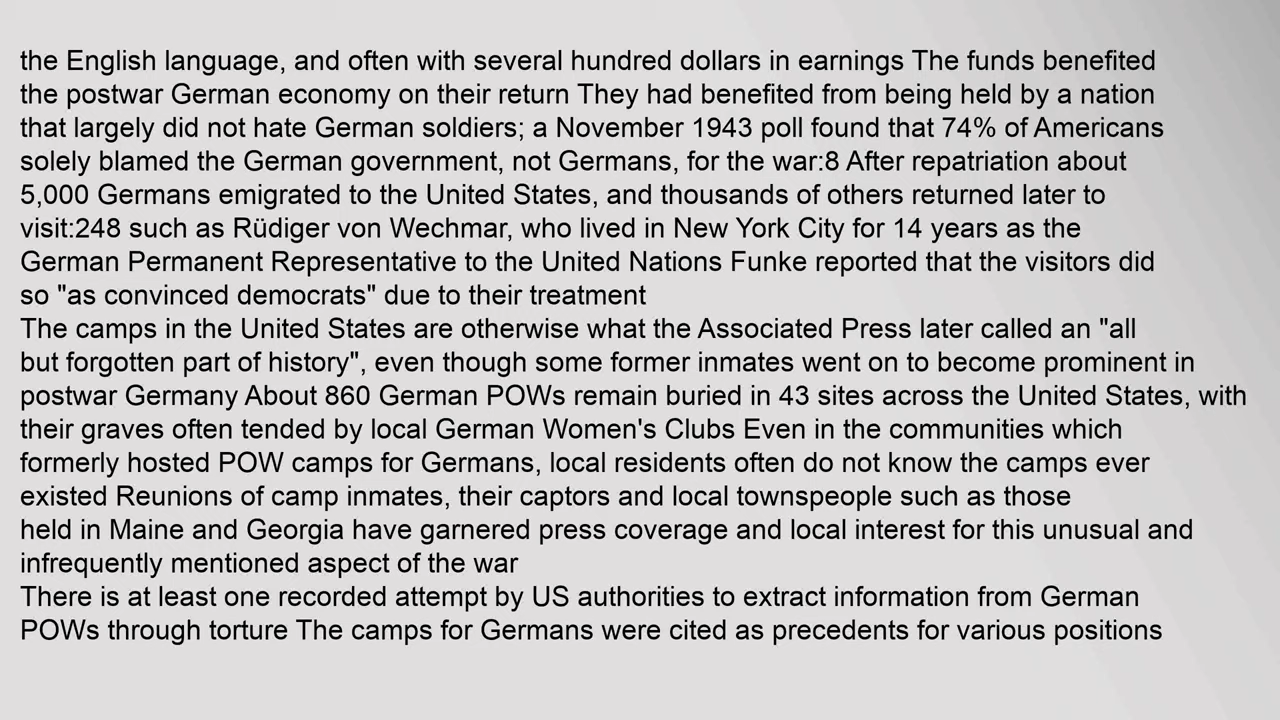 the English language, and often with several hundred dollars in earnings The funds benefited
the postwar German economy on their return They had benefited from being held by a nation
that largely did not hate German soldiers; a November 1943 poll found that 74% of Americans
solely blamed the German government, not Germans, for the war:8 After repatriation about
5,000 Germans emigrated to the United States, and thousands of others returned later to
visit:248 such as Rüdiger von Wechmar, who lived in New York City for 14 years as the
German Permanent Representative to the United Nations Funke reported that the visitors did
so "as convinced democrats" due to their treatment
The camps in the United States are otherwise what the Associated Press later called an "all
but forgotten part of history", even though some former inmates went on to become prominent in
postwar Germany About 860 German POWs remain buried in 43 sites across the United States, with
their graves often tended by local German Women's Clubs Even in the communities which
formerly hosted POW camps for Germans, local residents often do not know the camps ever
existed Reunions of camp inmates, their captors and local townspeople such as those
held in Maine and Georgia have garnered press coverage and local interest for this unusual and
infrequently mentioned aspect of the war
There is at least one recorded attempt by US authorities to extract information from German
POWs through torture The camps for Germans were cited as precedents for various positions